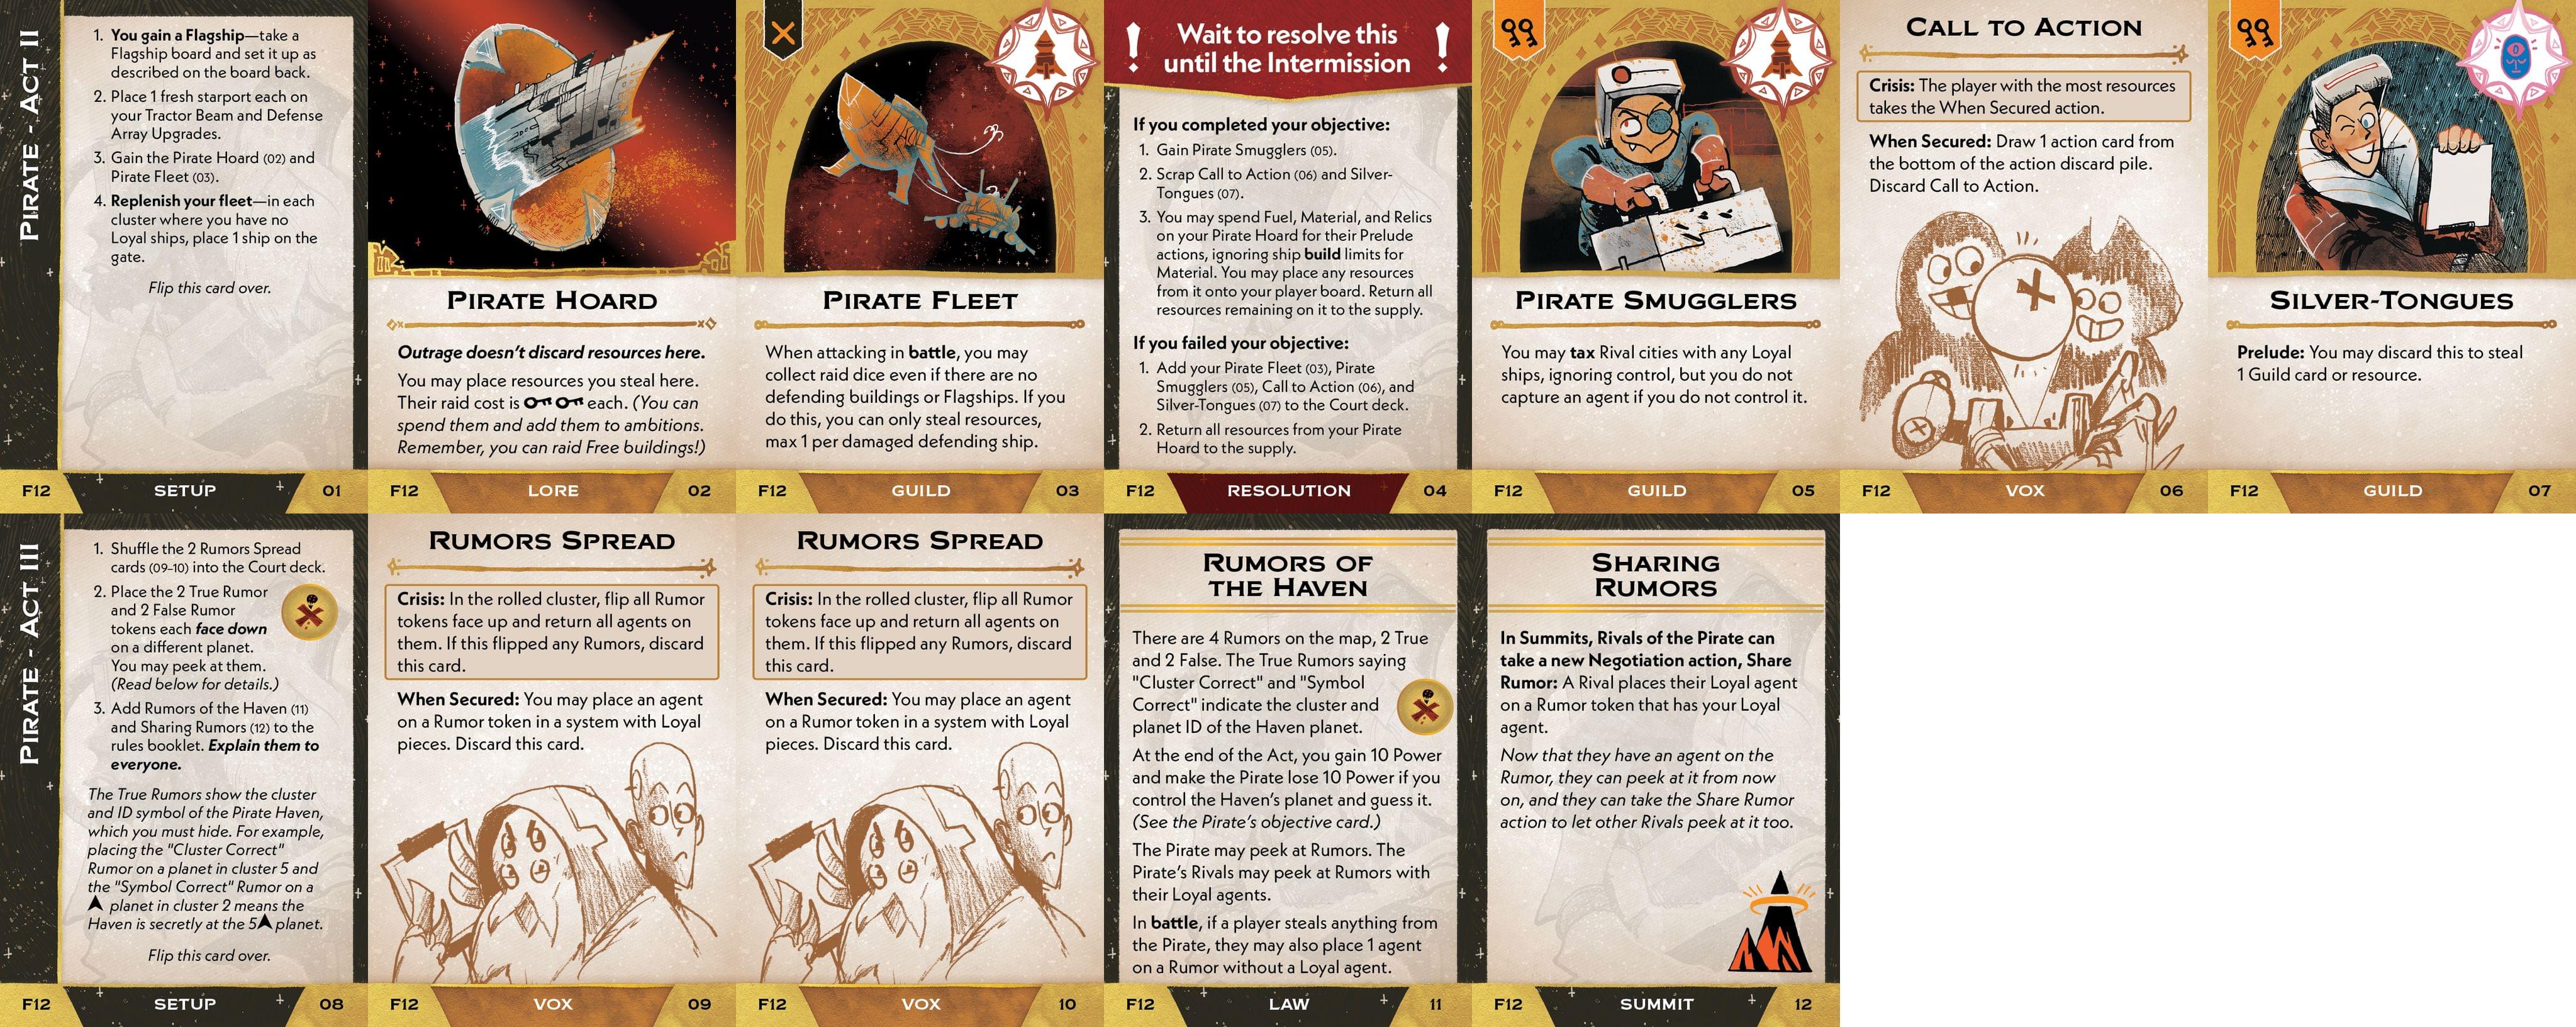 PIRATE - ACT II
1. You gain a Flagship—take a
Flagship board and set it up as
described on the board back.
2. Place 1 fresh starport each on
your Tractor Beam and Defense
Array Upgrades.
3. Gain the Pirate Hoard (02) and
Pirate Fleet (03).
4. Replenish your fleet—in each
cluster where you have no
Loyal ships, place 1 ship on the
gate.
Flip this card over.
F12 SETUP 01
PIRATE HOARD
Outrage doesn't discard resources here.
You may place resources you steal here.
Their raid cost is each. (You can
spend them and add them to ambitions.
Remember, you can raid Free buildings!)
F12 LORE 02
PIRATE FLEET
When attacking in battle, you may
collect raid dice even if there are no
defending buildings or Flagships. If you
do this, you can only steal resources,
max 1 per damaged defending ship.
F12 GUILD 03
! Wait to resolve this !
until the Intermission
If you completed your objective:
1. Gain Pirate Smugglers (05).
2. Scrap Call to Action (06) and Silver-
Tongues (07).
3. You may spend Fuel, Material, and Relics
on your Pirate Hoard for their Prelude
actions, ignoring ship build limits for
Material. You may place any resources
from it onto your player board. Return all
resources remaining on it to the supply.
If you failed your objective:
1. Add your Pirate Fleet (03), Pirate
Smugglers (05), Call to Action (06), and
Silver-Tongues (07) to the Court deck.
2. Return all resources from your Pirate
Hoard to the supply.
F12 RESOLUTION 04
PIRATE SMUGGLERS
You may tax Rival cities with any Loyal
ships, ignoring control, but you do not
capture an agent if you do not control it.
F12 GUILD 05
CALL TO ACTION
Crisis: The player with the most resources
takes the When Secured action.
When Secured: Draw 1 action card from
the bottom of the action discard pile.
Discard Call to Action.
F12 VOX 06
SILVER-TONGUES
Prelude: You may discard this to steal
1 Guild card or resource.
F12 GUILD 07
PIRATE - ACT III
1. Shuffle the 2 Rumors Spread
cards (09–10) into the Court deck.
2. Place the 2 True Rumor
and 2 False Rumor
tokens each face down
on a different planet.
You may peek at them.
(Read below for details.)
3. Add Rumors of the Haven (11)
and Sharing Rumors (12) to the
rules booklet. Explain them to
everyone.
The True Rumors show the cluster
and ID symbol of the Pirate Haven,
which you must hide. For example,
placing the "Cluster Correct"
Rumor on a planet in cluster 5 and
the "Symbol Correct" Rumor on a
planet in cluster 2 means the
Haven is secretly at the 5 planet.
Flip this card over.
F12 SETUP 08
RUMORS SPREAD
Crisis: In the rolled cluster, flip all Rumor
tokens face up and return all agents on
them. If this flipped any Rumors, discard
this card.
When Secured: You may place an agent
on a Rumor token in a system with Loyal
pieces. Discard this card.
F12 VOX 09
RUMORS SPREAD
Crisis: In the rolled cluster, flip all Rumor
tokens face up and return all agents on
them. If this flipped any Rumors, discard
this card.
When Secured: You may place an agent
on a Rumor token in a system with Loyal
pieces. Discard this card.
F12 VOX 10
RUMORS OF
THE HAVEN
There are 4 Rumors on the map, 2 True
and 2 False. The True Rumors saying
"Cluster Correct" and "Symbol
Correct" indicate the cluster and
planet ID of the Haven planet.
At the end of the Act, you gain 10 Power
and make the Pirate lose 10 Power if you
control the Haven's planet and guess it.
(See the Pirate's objective card.)
The Pirate may peek at Rumors. The
Pirate's Rivals may peek at Rumors with
their Loyal agents.
In battle, if a player steals anything from
the Pirate, they may also place 1 agent
on a Rumor without a Loyal agent.
F12 LAW 11
SHARING
RUMORS
In Summits, Rivals of the Pirate can
take a new Negotiation action, Share
Rumor: A Rival places their Loyal agent
on a Rumor token that has your Loyal
agent.
Now that they have an agent on the
Rumor, they can peek at it from now
on, and they can take the Share Rumor
action to let other Rivals peek at it too.
F12 SUMMIT 12